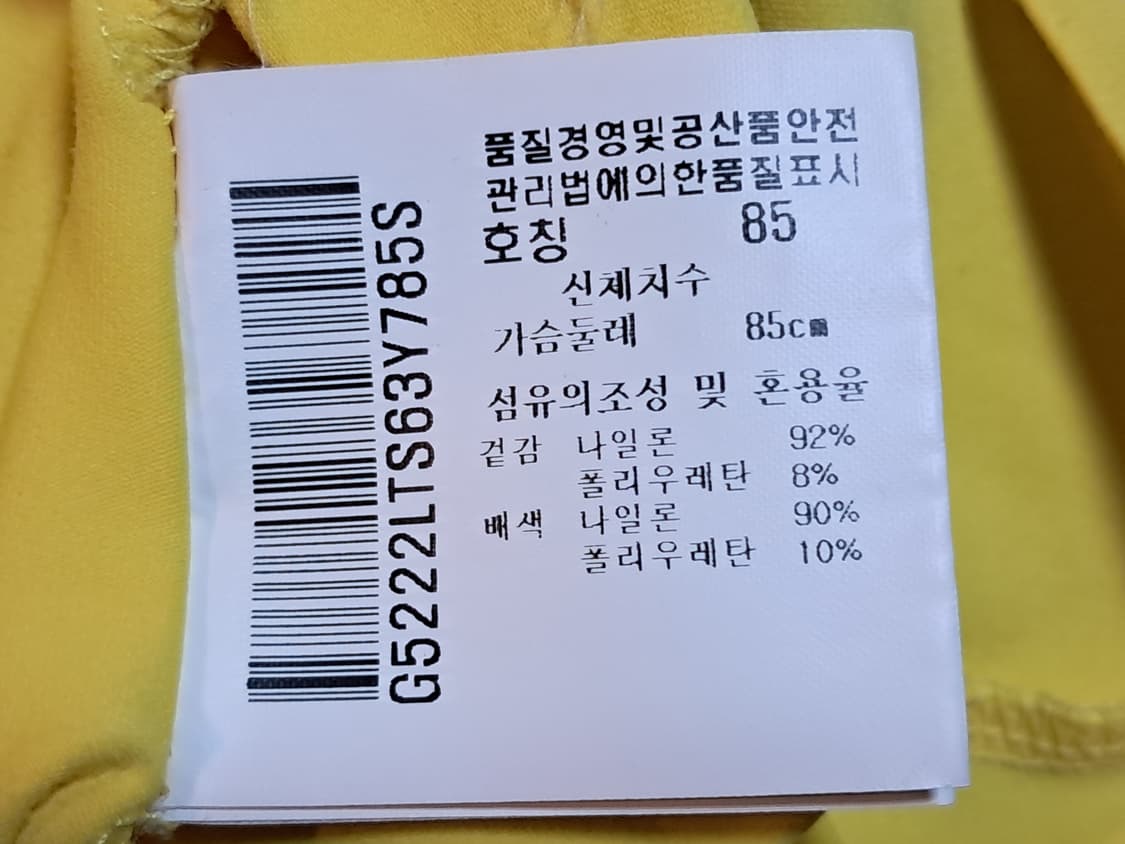 품질경영및공산품안전
관리법에의한품질표시
호칭 85
신체치수
가슴둘레 85cm
섬유의조성 및 혼용율
겉감 나일론 92%
폴리우레탄 8%
배색 나일론 90%
폴리우레탄 10%
G5222LTS63Y785S